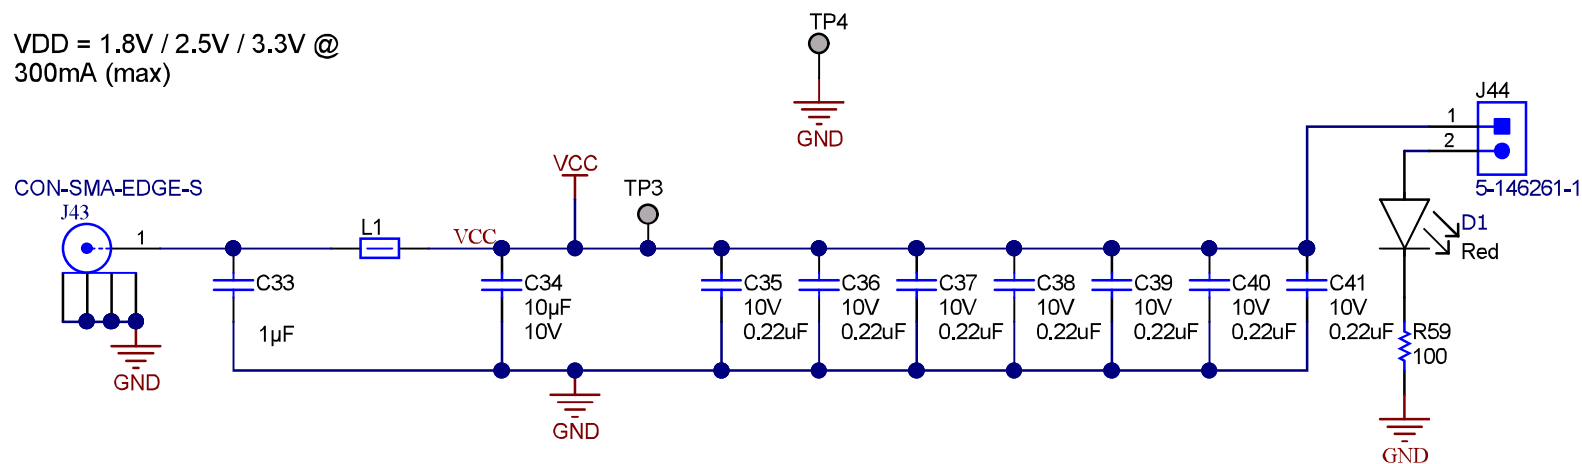 TP4
VDD = 1.8V / 2.5V / 3.3V @
300mA (max)
J44
1
GND
2
VCC
CON-SMA-EDGE-S
TP3
5-146261-1
J43
L1
D1
1
VCC
Red
C33
C34
C35
C36
C37
C38
C39
C40
C41
10µF
10V
10V
10V
10V
10V
10V
10V
1µF
10V
0.22uF
0.22uF
0.22uF
0.22uF
0.22uF
0.22uF
0.22uF
R59
100
GND
GND
GND